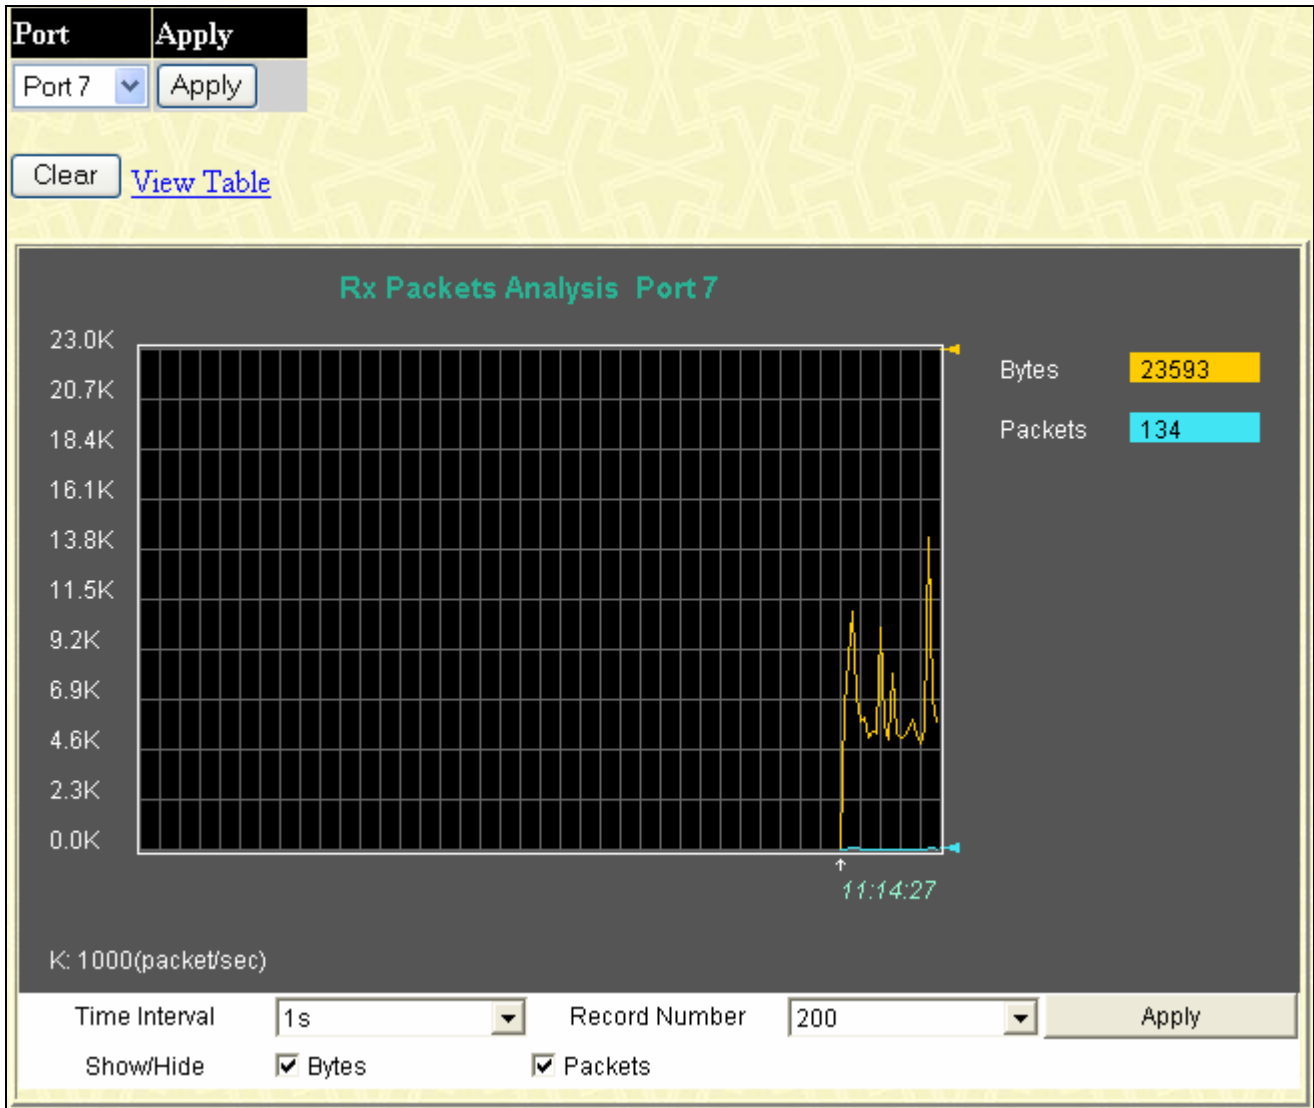 Port Apply
Port 7 Apply
Clear View Table
Rx Packets Analysis Port 7
23.0K
20.7K
18.4K
16.1K
13.8K
11.5K
9.2K
6.9K
4.6K
2.3K
0.0K
Bytes 23593
Packets 134
11:14:27
K: 1000(packet/sec)
Time Interval 1s Record Number 200 Apply
Show/Hide Bytes Packets